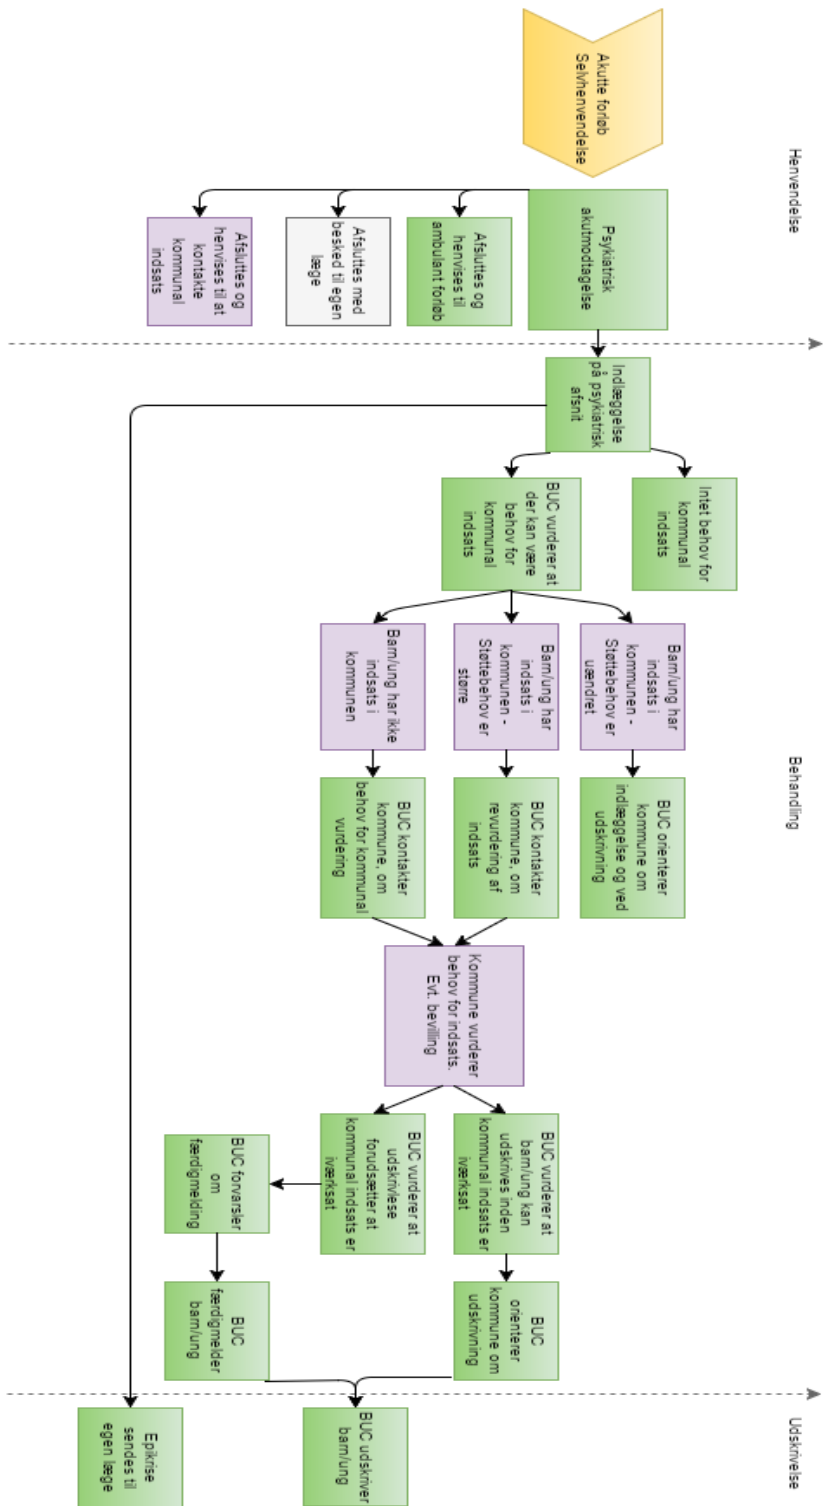 Henvendelse
Behandling
Udskrivelse
Akutte forløb
Selvhenvendelse
Psykiatrisk
akutmodtagelse
Afsluttes og
henvises til
ambulant forløb
Afsluttes med
besked til egen
læge
Afsluttes og
henvises til at
kontakte
kommunal
indsats
Indlæggelse
på psykiatrisk
afsnit
Intet behov for
kommunal
indsats
BUC vurderer at
der kan være
behov for
kommunal
indsats
Barn/ung har
indsats i
kommunen -
Støttebehov er
uændret
Barn/ung har
indsats i
kommunen -
Støttebehov er
større
Barn/ung har ikke
indsats i
kommunen
BUC orienterer
kommune om
indlæggelse og ved
udskrivning
BUC kontakter
kommune, om
revurdering af
indsats
BUC kontakter
kommune, om
behov for kommunal
vurdering
Kommune vurderer
behov for indsats.
Evt. bevilling
BUC vurderer at
barn/ung kan
udskrives inden
kommunal indsats er
iværksat
BUC vurderer at
udskrivlese
forudsætter at
kommunal indsats er
iværksat
BUC forvarsler
om
færdigmelding
BUC
orienterer
kommune om
udskrivning
BUC
færdigmelder
barn/ung
BUC udskriver
barn/ung
Epikrise
sendes til
egen læge